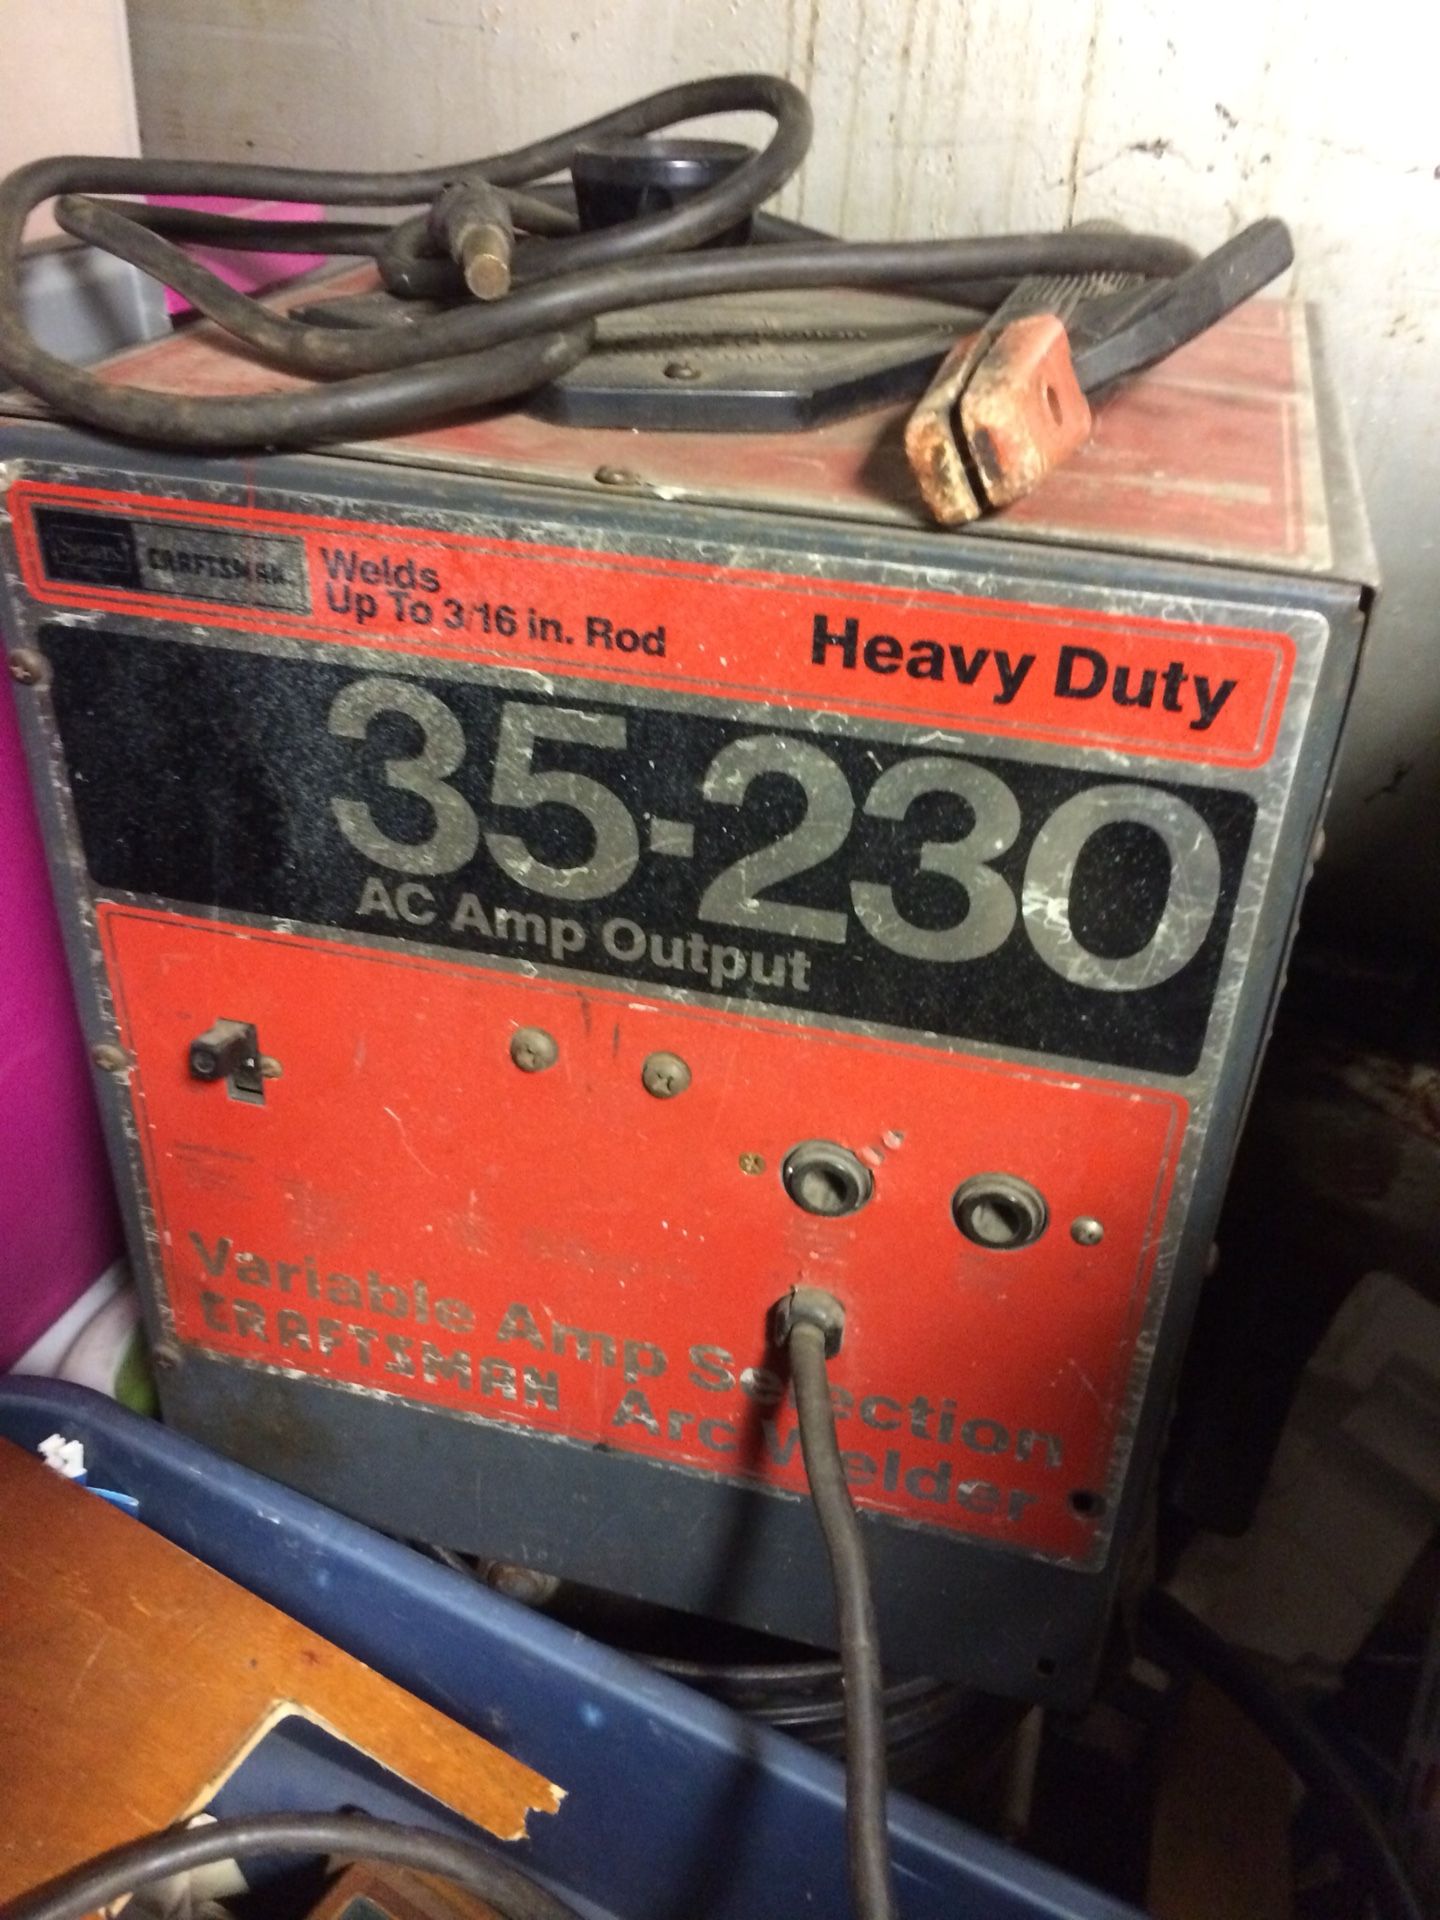 Sears
CRAFTSMAN
Welds
Up To 3/16 in. Rod
Heavy Duty
35-230
AC Amp Output
Variable Amp Selection
CRAFTSMAN Arc Welder